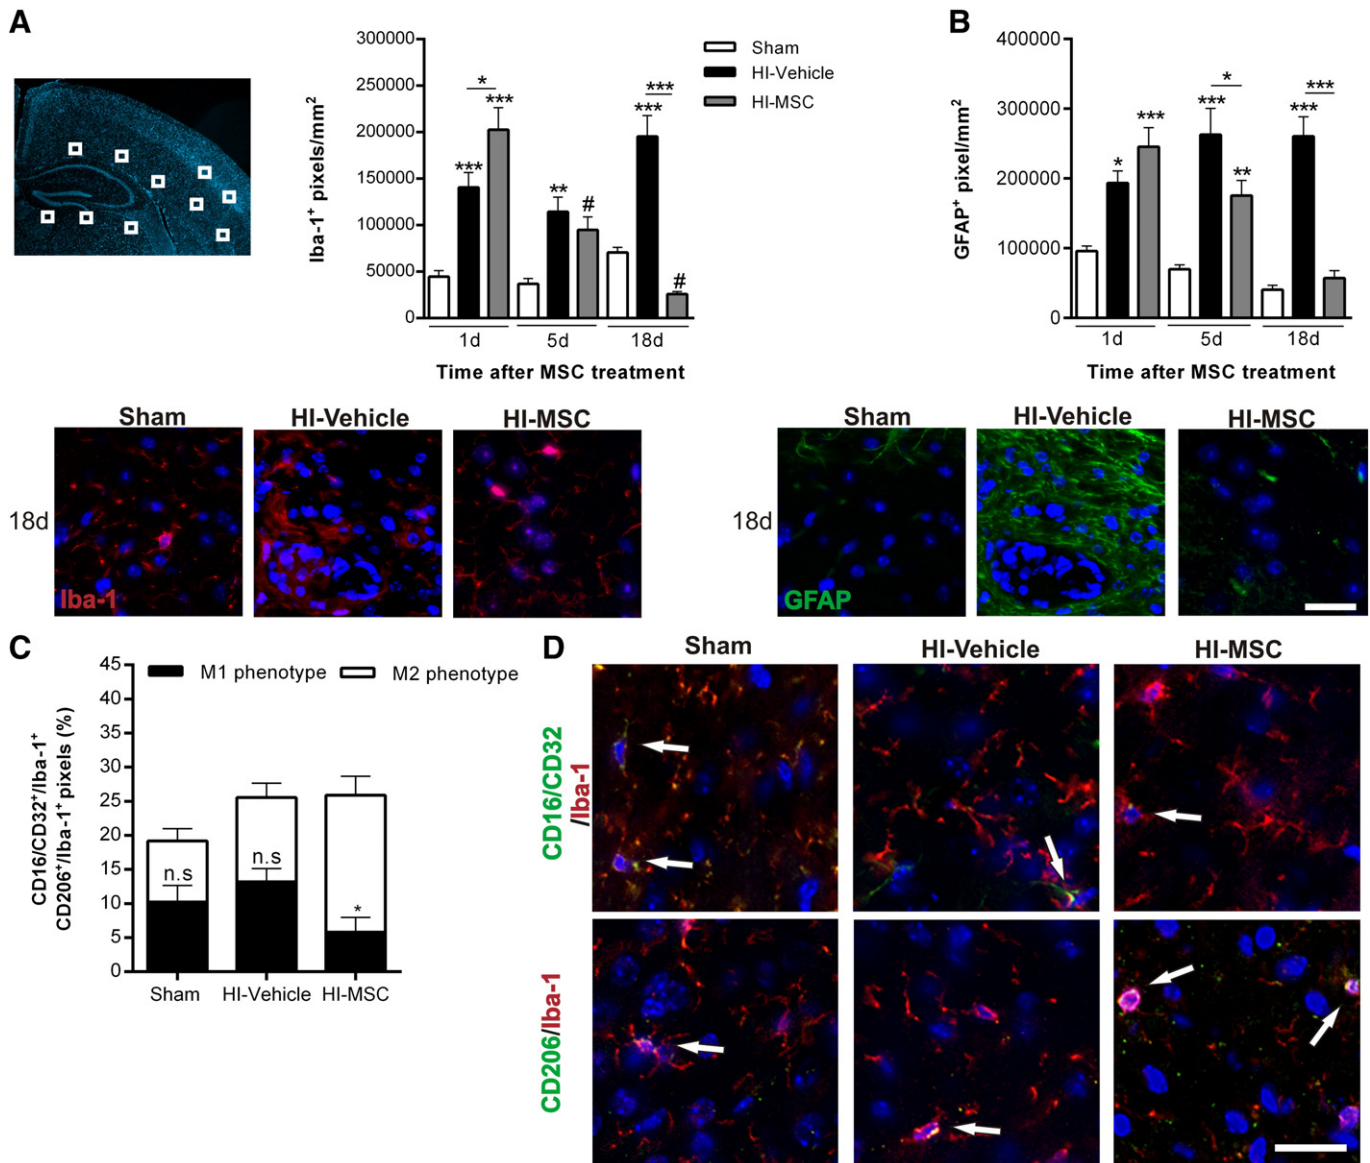 A
300000
250000
200000
150000
100000
50000
0
Iba-1+ pixels/mm2
*
***
***
**
#
***
***
#
1d
5d
18d
Time after MSC treatment
Sham
HI-Vehicle
HI-MSC
B
400000
300000
200000
100000
0
GFAP+ pixel/mm2
*
***
***
*
**
***
***
1d
5d
18d
Time after MSC treatment
Sham
HI-Vehicle
HI-MSC
18d
Iba-1
Sham
HI-Vehicle
HI-MSC
18d
GFAP
C
45
40
35
30
25
20
15
10
5
0
CD16/CD32+/Iba-1+
CD206+/Iba-1+ pixels (%)
M1 phenotype
M2 phenotype
n.s
n.s
*
Sham
HI-Vehicle
HI-MSC
D
Sham
HI-Vehicle
HI-MSC
CD16/CD32
/Iba-1
CD206/Iba-1